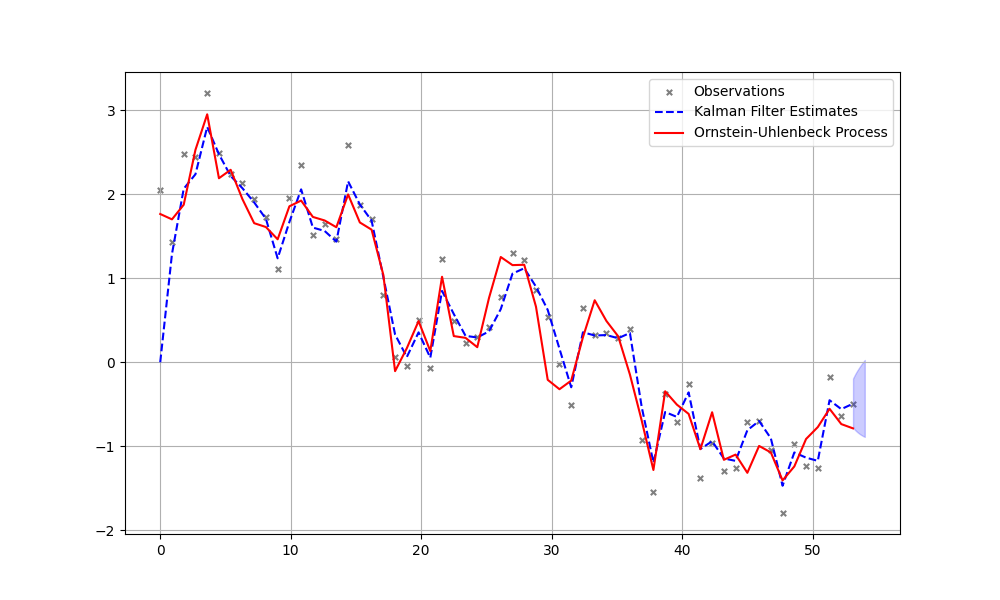 Observations
Kalman Filter Estimates
Ornstein-Uhlenbeck Process
3
2
1
0
−1
−2
0 10 20 30 40 50